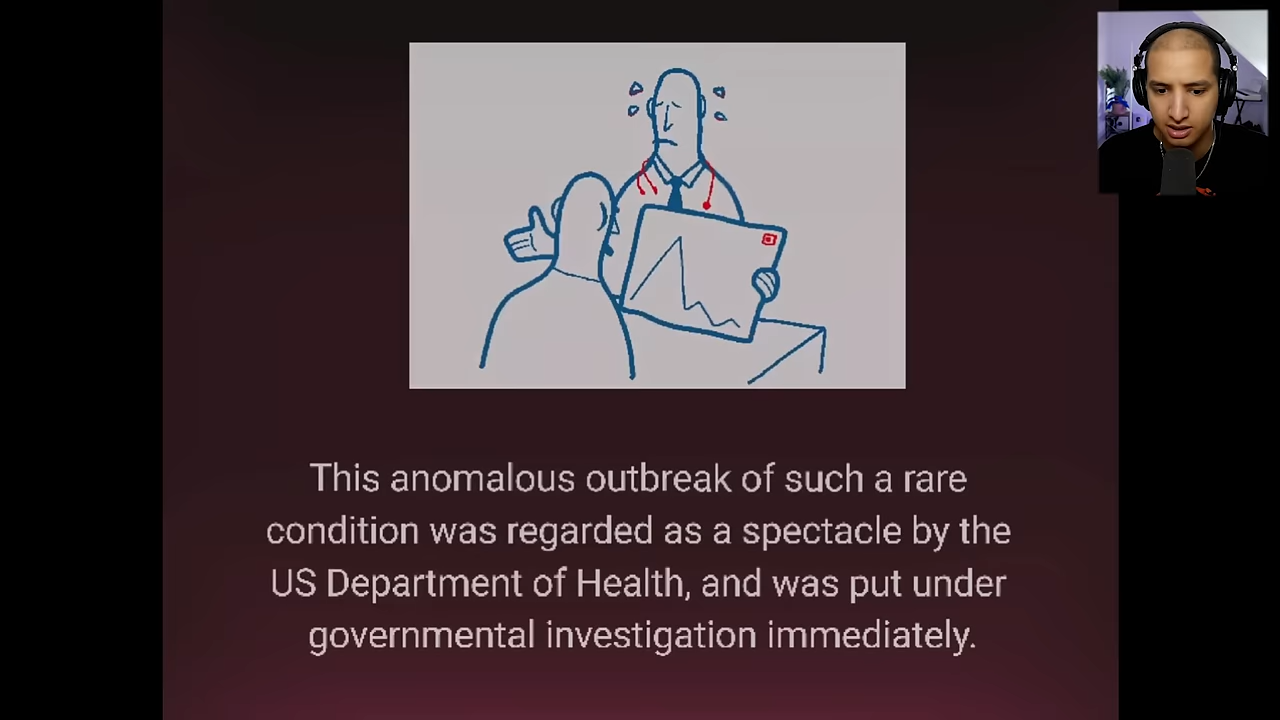 This anomalous outbreak of such a rare
condition was regarded as a spectacle by the
US Department of Health, and was put under
governmental investigation immediately.